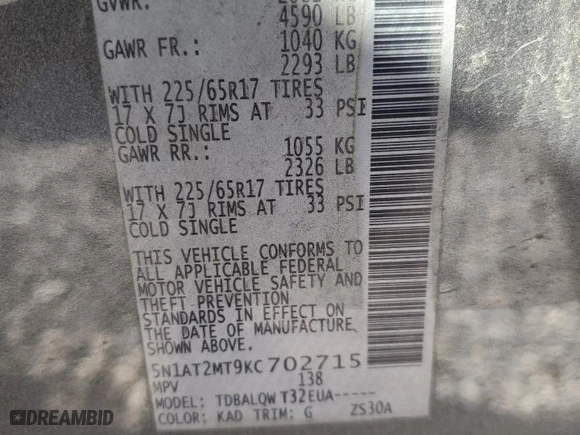 GVWR:
4590 LB
GAWR FR.: 1040 KG
2293 LB
WITH 225/65R17 TIRES
17 X 7J RIMS AT 33 PSI
COLD SINGLE
GAWR RR.: 1055 KG
2326 LB
WITH 225/65R17 TIRES
17 X 7J RIMS AT 33 PSI
COLD SINGLE
THIS VEHICLE CONFORMS TO
ALL APPLICABLE FEDERAL
MOTOR VEHICLE SAFETY AND
THEFT PREVENTION
STANDARDS IN EFFECT ON
THE DATE OF MANUFACTURE
SHOWN ABOVE.
5N1AT2MT9KC702715
MPV 138
MODEL: TDBALQWT32EUA-----
COLOR: KAD TRIM: G ZS30A
DREAMBID